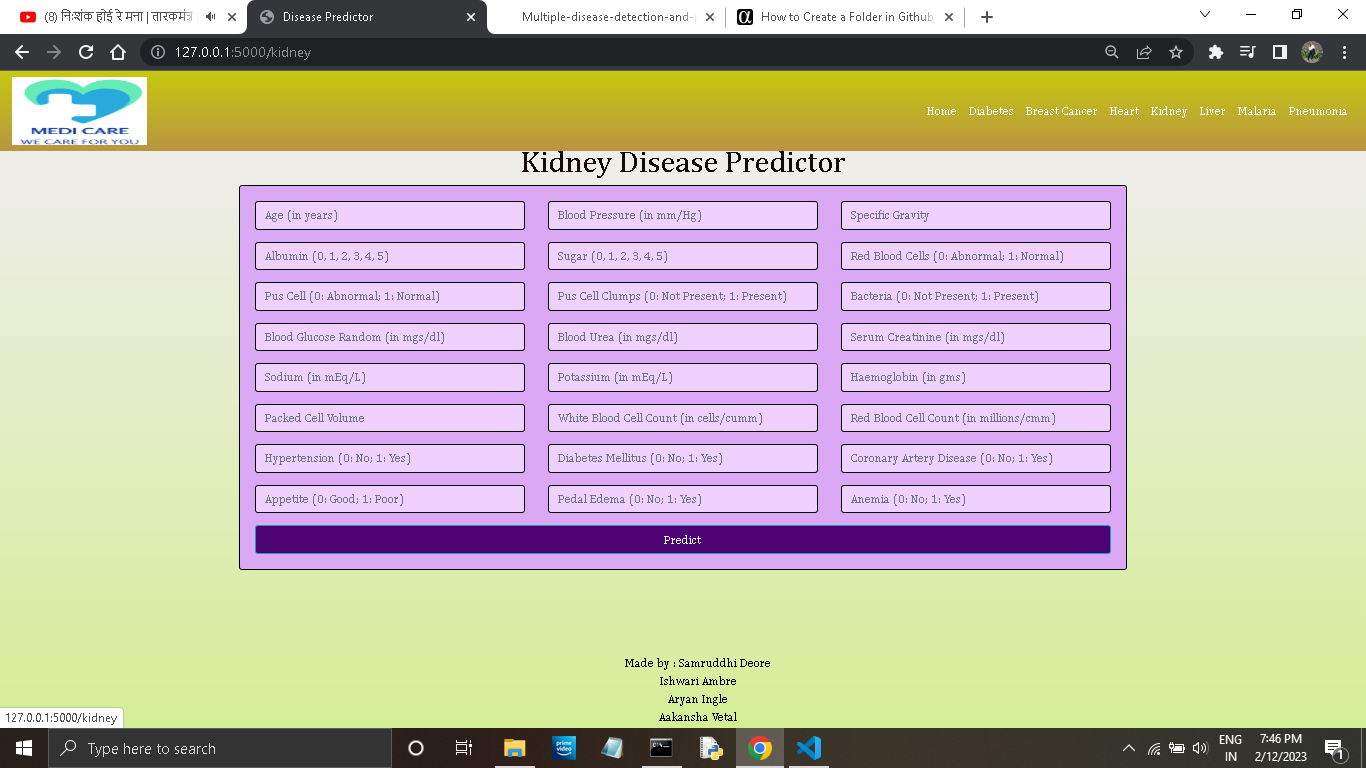 (8) निःशंक होई रे मना | तारकमंत्र
Disease Predictor
Multiple-disease-detection-and-
How to Create a Folder in Github
127.0.0.1:5000/kidney
MEDI CARE
WE CARE FOR YOU
Home Diabetes Breast Cancer Heart Kidney Liver Malaria Pneumonia
Kidney Disease Predictor
Age (in years) Blood Pressure (in mm/Hg) Specific Gravity
Albumin (0, 1, 2, 3, 4, 5) Sugar (0, 1, 2, 3, 4, 5) Red Blood Cells (0: Abnormal; 1: Normal)
Pus Cell (0: Abnormal; 1: Normal) Pus Cell Clumps (0: Not Present; 1: Present) Bacteria (0: Not Present; 1: Present)
Blood Glucose Random (in mgs/dl) Blood Urea (in mgs/dl) Serum Creatinine (in mgs/dl)
Sodium (in mEq/L) Potassium (in mEq/L) Haemoglobin (in gms)
Packed Cell Volume White Blood Cell Count (in cells/cumm) Red Blood Cell Count (in millions/cmm)
Hypertension (0: No; 1: Yes) Diabetes Mellitus (0: No; 1: Yes) Coronary Artery Disease (0: No; 1: Yes)
Appetite (0: Good; 1: Poor) Pedal Edema (0: No; 1: Yes) Anemia (0: No; 1: Yes)
Predict
Made by : Samruddhi Deore
Ishwari Ambre
Aryan Ingle
Aakansha Vetal
127.0.0.1:5000/kidney
Type here to search
prime video
ENG
IN
7:46 PM
2/12/2023
1